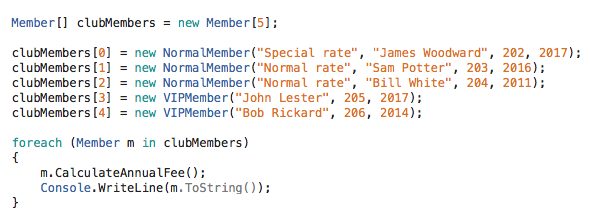 Member[] clubMembers = new Member[5];
clubMembers[0] = new NormalMember("Special rate", "James Woodward", 202, 2017);
clubMembers[1] = new NormalMember("Normal rate", "Sam Potter", 203, 2016);
clubMembers[2] = new NormalMember("Normal rate", "Bill White", 204, 2011);
clubMembers[3] = new VIPMember("John Lester", 205, 2017);
clubMembers[4] = new VIPMember("Bob Rickard", 206, 2014);
foreach (Member m in clubMembers)
{
    m.CalculateAnnualFee();
    Console.WriteLine(m.ToString());
}